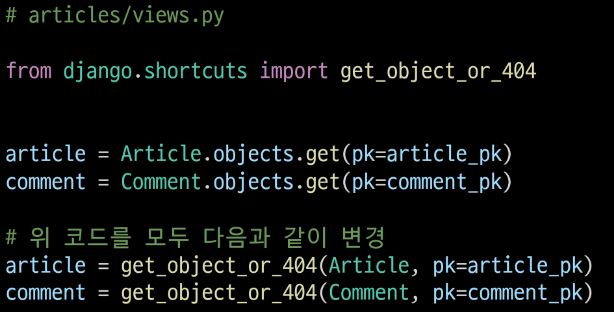 # articles/views.py
from django.shortcuts import get_object_or_404
article = Article.objects.get(pk=article_pk)
comment = Comment.objects.get(pk=comment_pk)
# 위 코드를 모두 다음과 같이 변경
article = get_object_or_404(Article, pk=article_pk)
comment = get_object_or_404(Comment, pk=comment_pk)